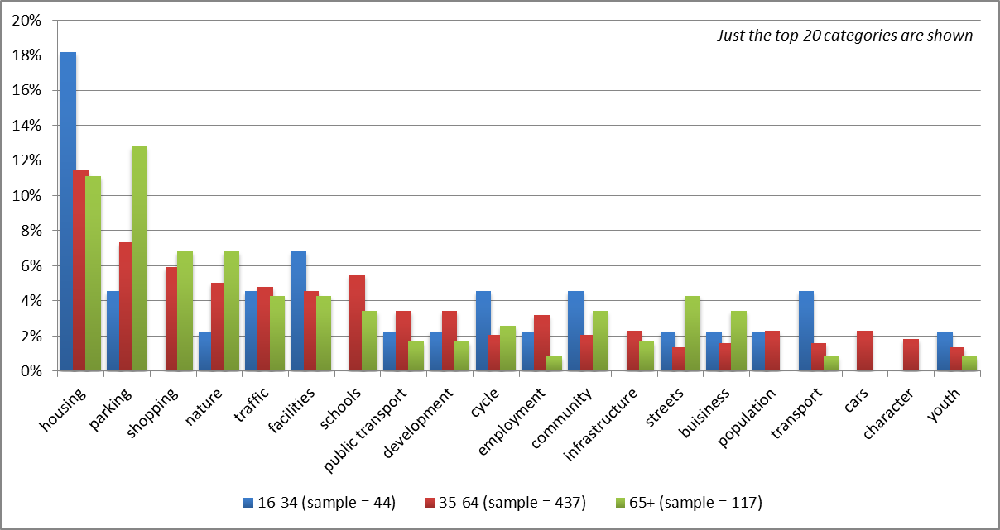 20%
Just the top 20 categories are shown
18%
16%
14%
12%
10%
8%
6%
4%
2%
0%
housing
parking
shopping
nature
traffic
facilities
schools
public transport
development
cycle
employment
community
infrastructure
streets
buisiness
population
transport
cars
character
youth
16-34 (sample = 44) 35-64 (sample = 437) 65+ (sample = 117)